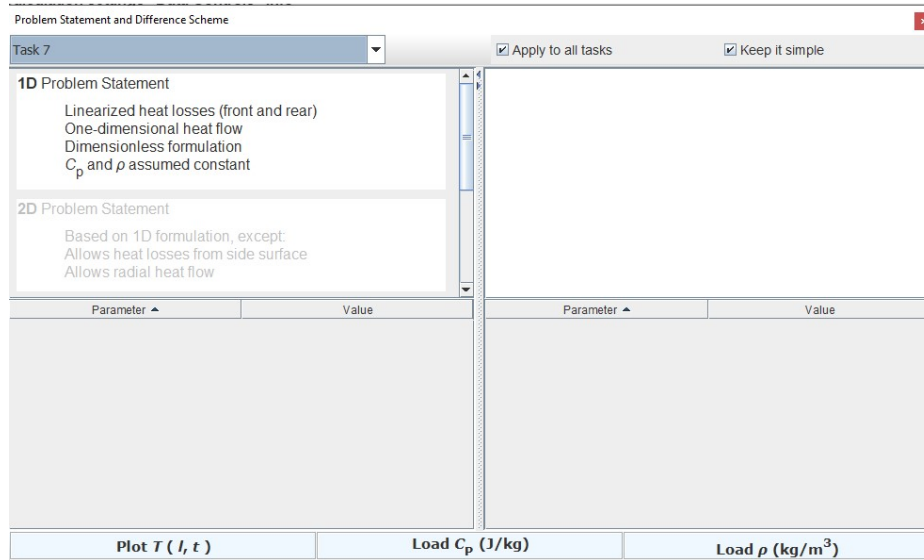 Problem Statement and Difference Scheme
Task 7
Apply to all tasks
Keep it simple
1D Problem Statement
Linearized heat losses (front and rear)
One-dimensional heat flow
Dimensionless formulation
Cp and ρ assumed constant
2D Problem Statement
Based on 1D formulation, except:
Allows heat losses from side surface
Allows radial heat flow
Parameter Value
Parameter Value
Plot T ( l, t )
Load Cp (J/kg)
Load ρ (kg/m³)